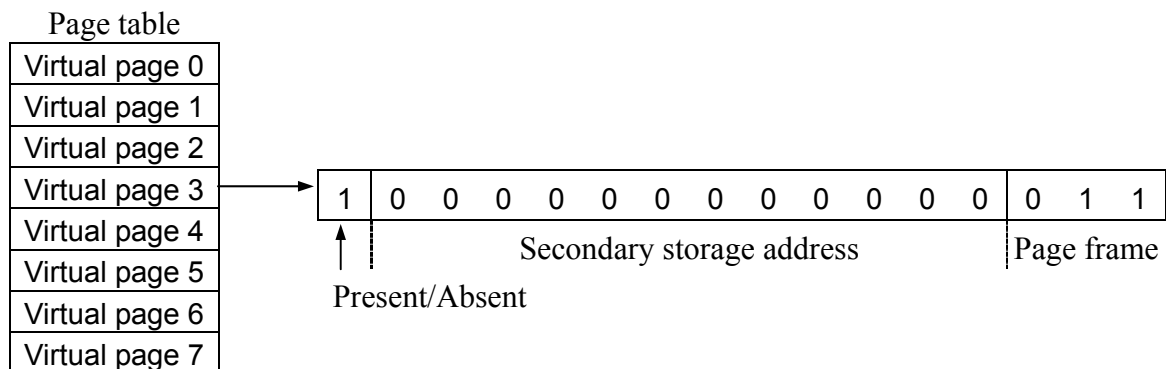 Page table
Virtual page 0
Virtual page 1
Virtual page 2
Virtual page 3
Virtual page 4
Virtual page 5
Virtual page 6
Virtual page 7
1 0 0 0 0 0 0 0 0 0 0 0 0 0 1 1
Secondary storage address Page frame
Present/Absent